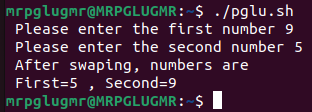 mrpglugmr@MRPGLUGMR:~$ ./pglu.sh
Please enter the first number 9
Please enter the second number 5
After swaping, numbers are
First=5 , Second=9
mrpglugmr@MRPGLUGMR:~$